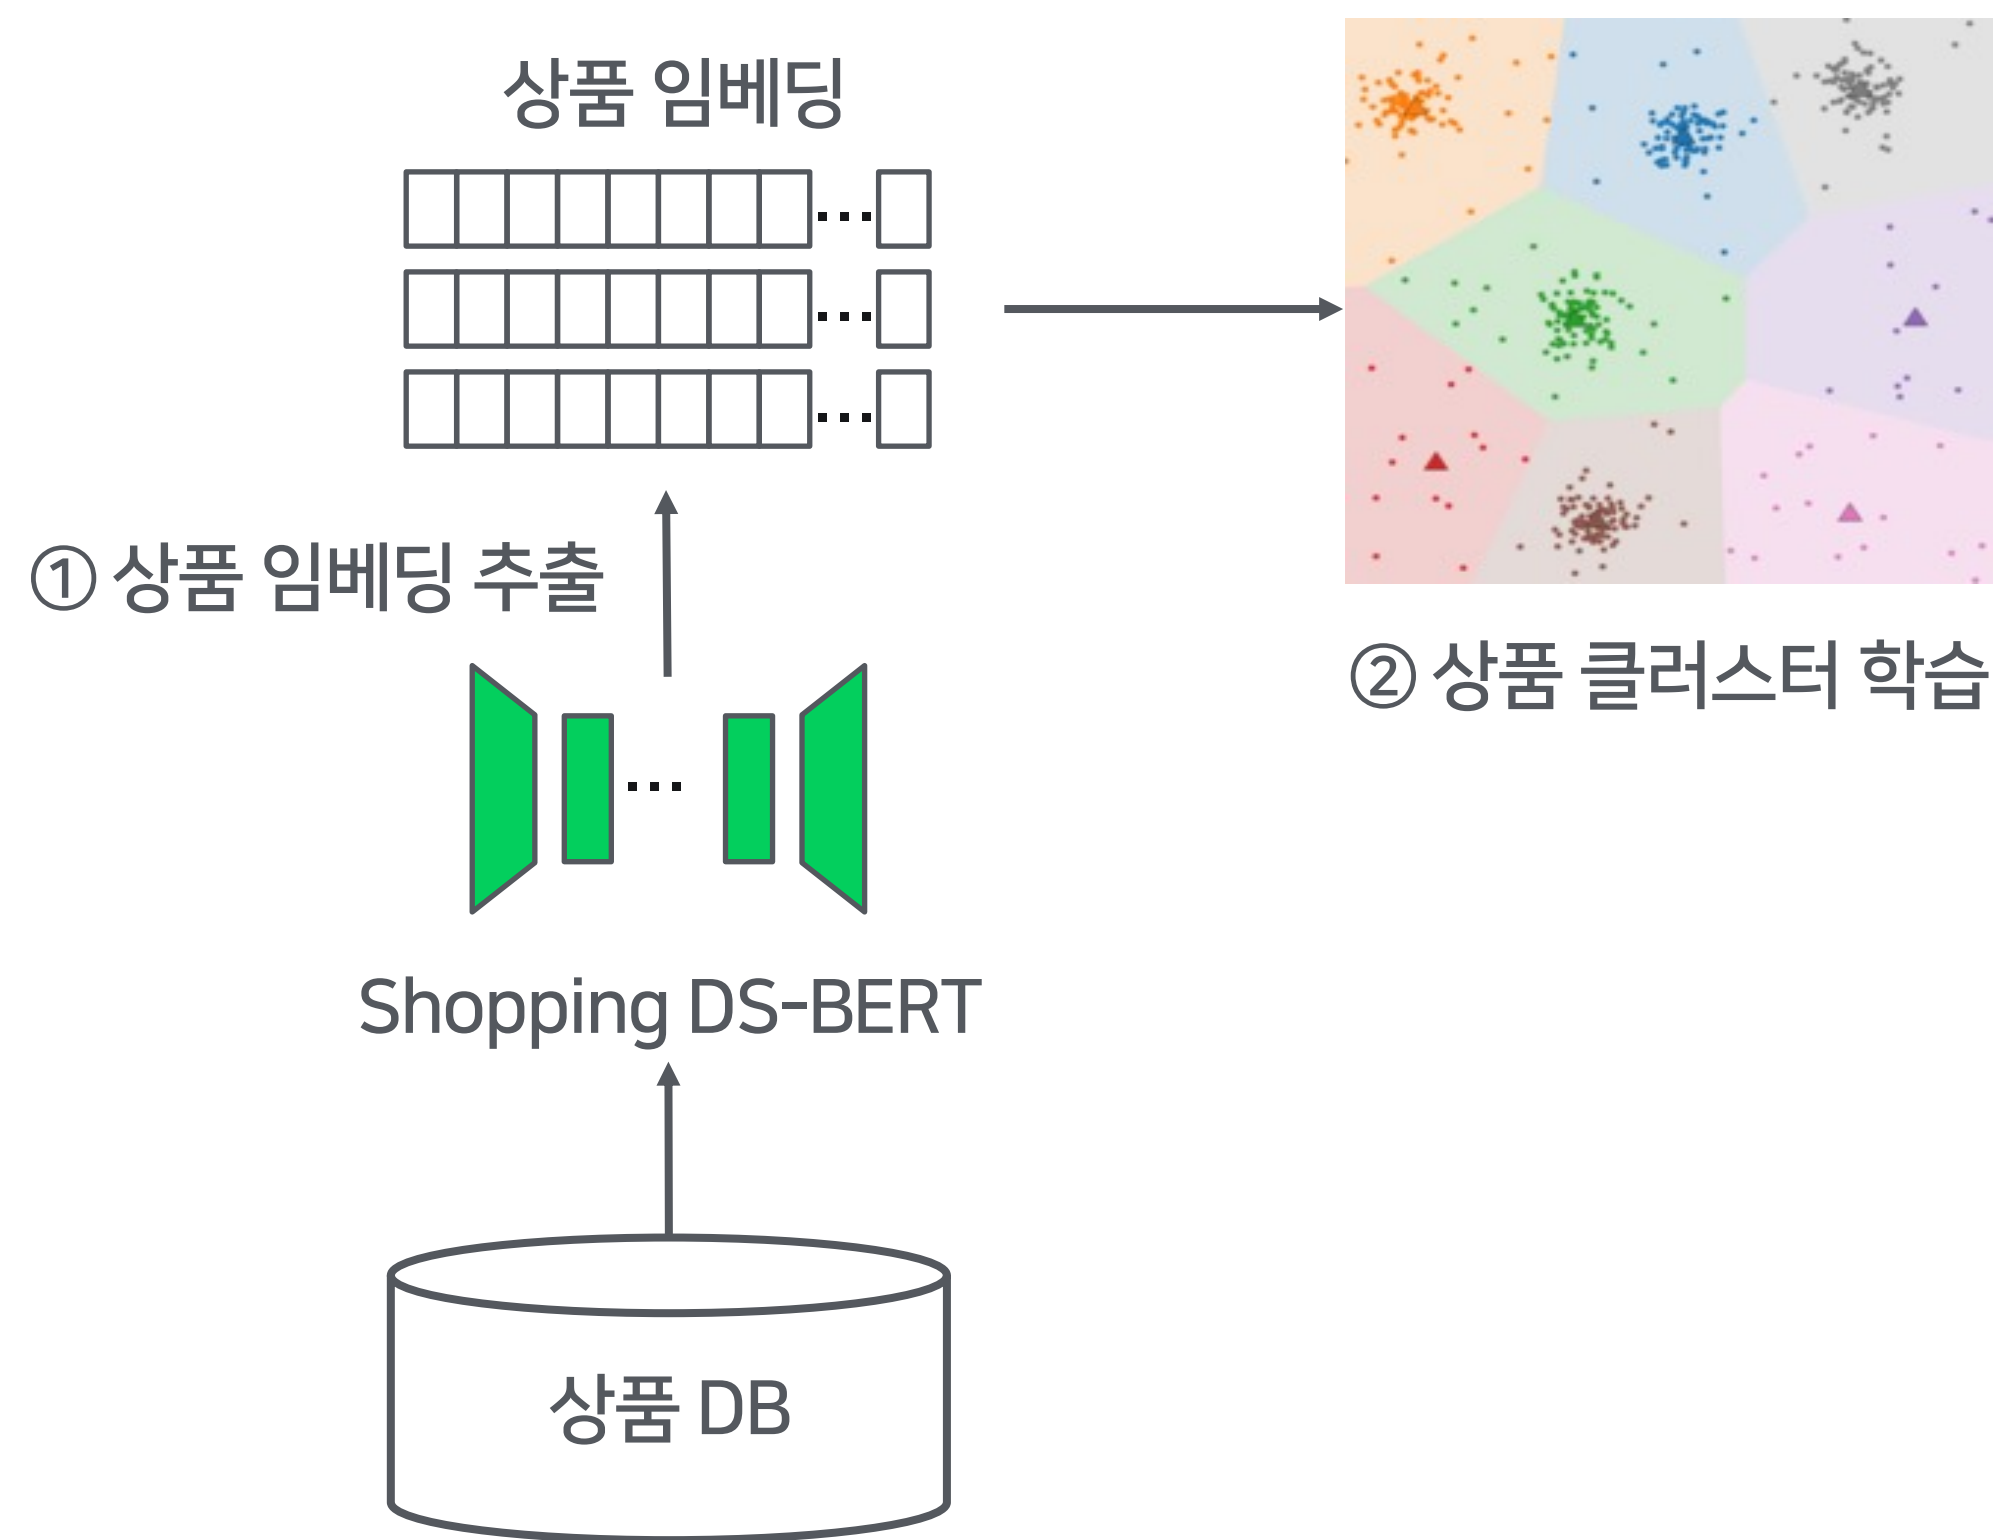 상품 임베딩
① 상품 임베딩 추출
② 상품 클러스터 학습
Shopping DS-BERT
상품 DB